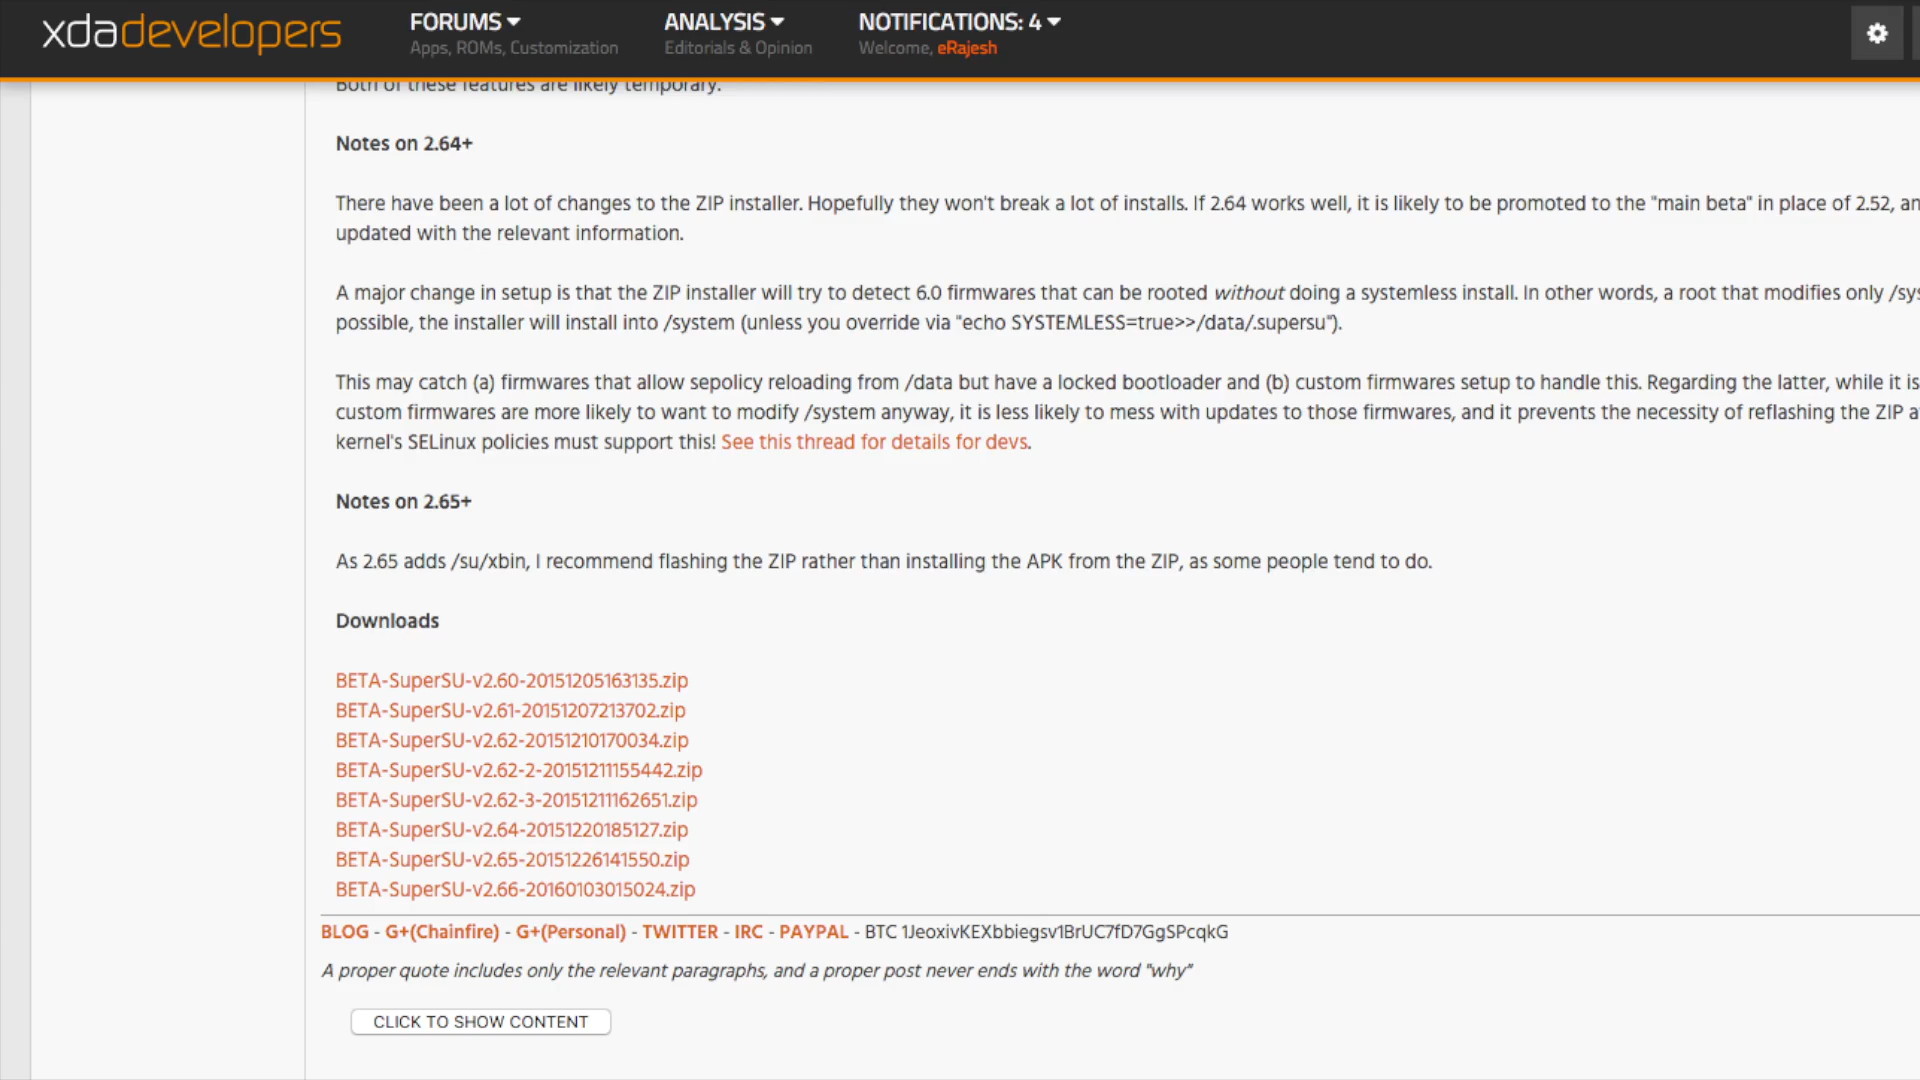 xdadevelopers
FORUMS
Apps, ROMs, Customization
ANALYSIS
Editorials & Opinion
NOTIFICATIONS: 4
Welcome, eRajesh
Both of these features are likely temporary.
Notes on 2.64+
There have been a lot of changes to the ZIP installer. Hopefully they won't break a lot of installs. If 2.64 works well, it is likely to be promoted to the "main beta" in place of 2.52,
updated with the relevant information.
A major change in setup is that the ZIP installer will try to detect 6.0 firmwares that can be rooted without doing a systemless install. In other words, a root that modifies only
possible, the installer will install into /system (unless you override via "echo SYSTEMLESS=true>>/data/.supersu").
This may catch (a) firmwares that allow sepolicy reloading from /data but have a locked bootloader and (b) custom firmwares setup to handle this. Regarding the latter, while it is
custom firmwares are more likely to want to modify /system anyway, it is less likely to mess with updates to those firmwares, and it prevents the necessity of reflashing the ZIP
kernel's SELinux policies must support this! See this thread for details for devs.
Notes on 2.65+
As 2.65 adds /su/xbin, I recommend flashing the ZIP rather than installing the APK from the ZIP, as some people tend to do.
Downloads
BETA-SuperSU-v2.60-20151205163135.zip
BETA-SuperSU-v2.61-20151207213702.zip
BETA-SuperSU-v2.62-20151210170034.zip
BETA-SuperSU-v2.62-2-20151211155442.zip
BETA-SuperSU-v2.62-3-20151211162651.zip
BETA-SuperSU-v2.64-20151220185127.zip
BETA-SuperSU-v2.65-20151226141550.zip
BETA-SuperSU-v2.66-20160103015024.zip
BLOG - G+(Chainfire) - G+(Personal) - TWITTER - IRC - PAYPAL - BTC 1JeoxivKEXbbiegsv1BrUC7fD7GgSPcqkG
A proper quote includes only the relevant paragraphs, and a proper post never ends with the word "why"
CLICK TO SHOW CONTENT